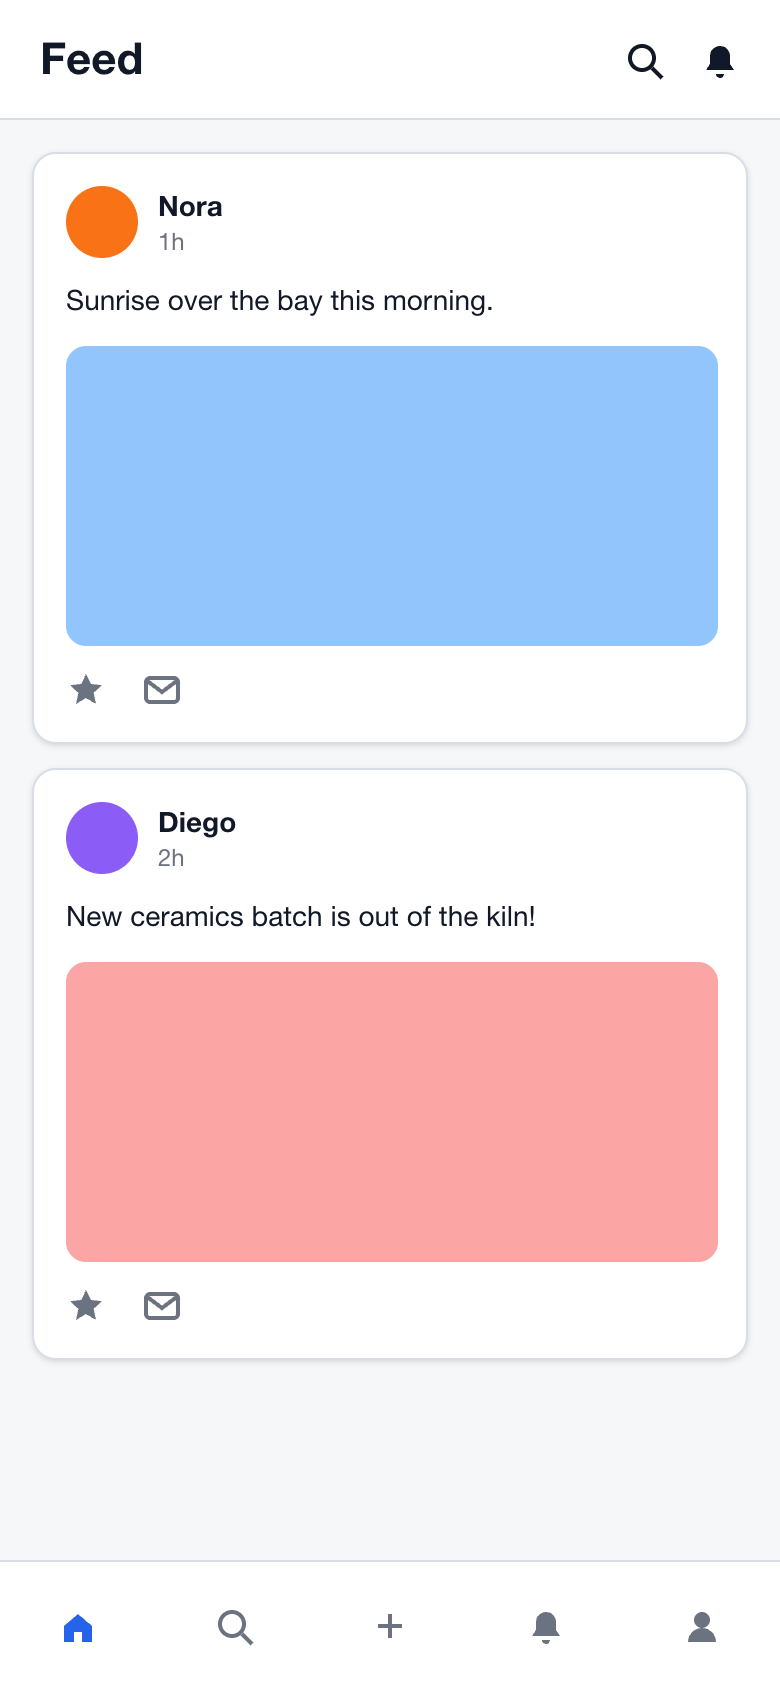 Feed
Nora
1h
Sunrise over the bay this morning.
Diego
2h
New ceramics batch is out of the kiln!